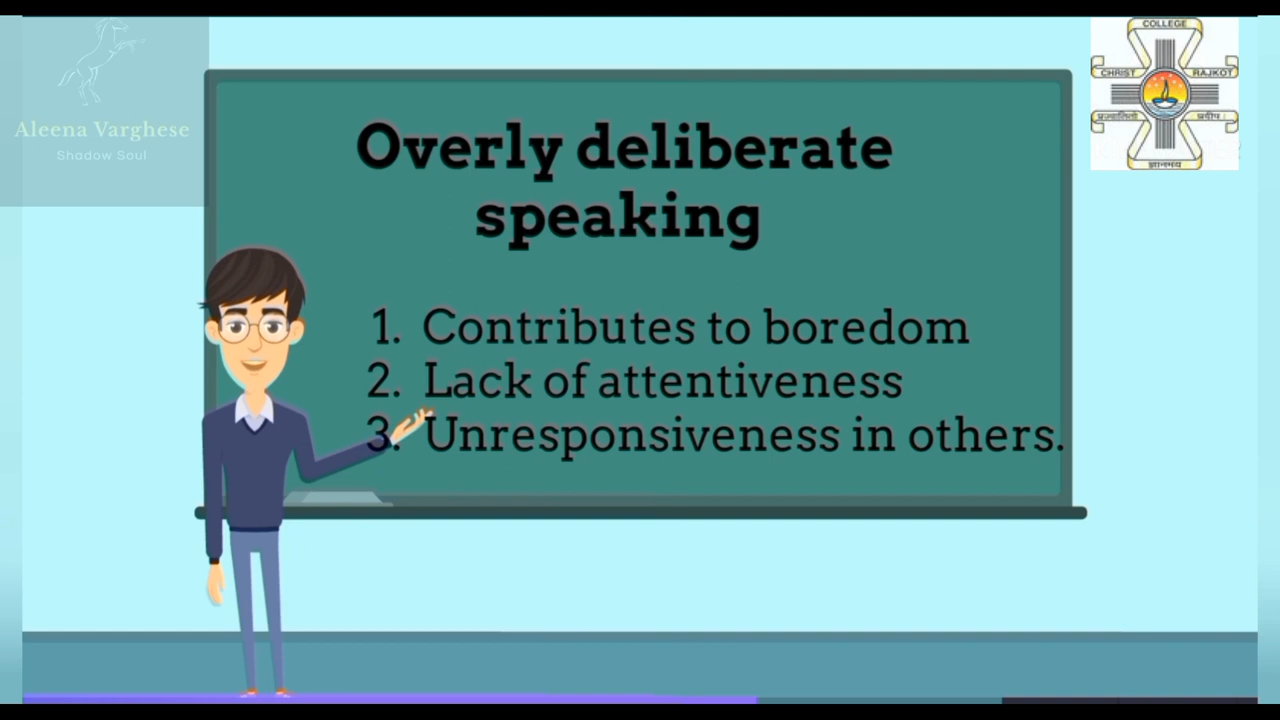 Aleena Varghese
Shadow Soul
COLLEGE
CHRIST
RAJKOT
Overly deliberate
speaking
1. Contributes to boredom
2. Lack of attentiveness
3. Unresponsiveness in others.